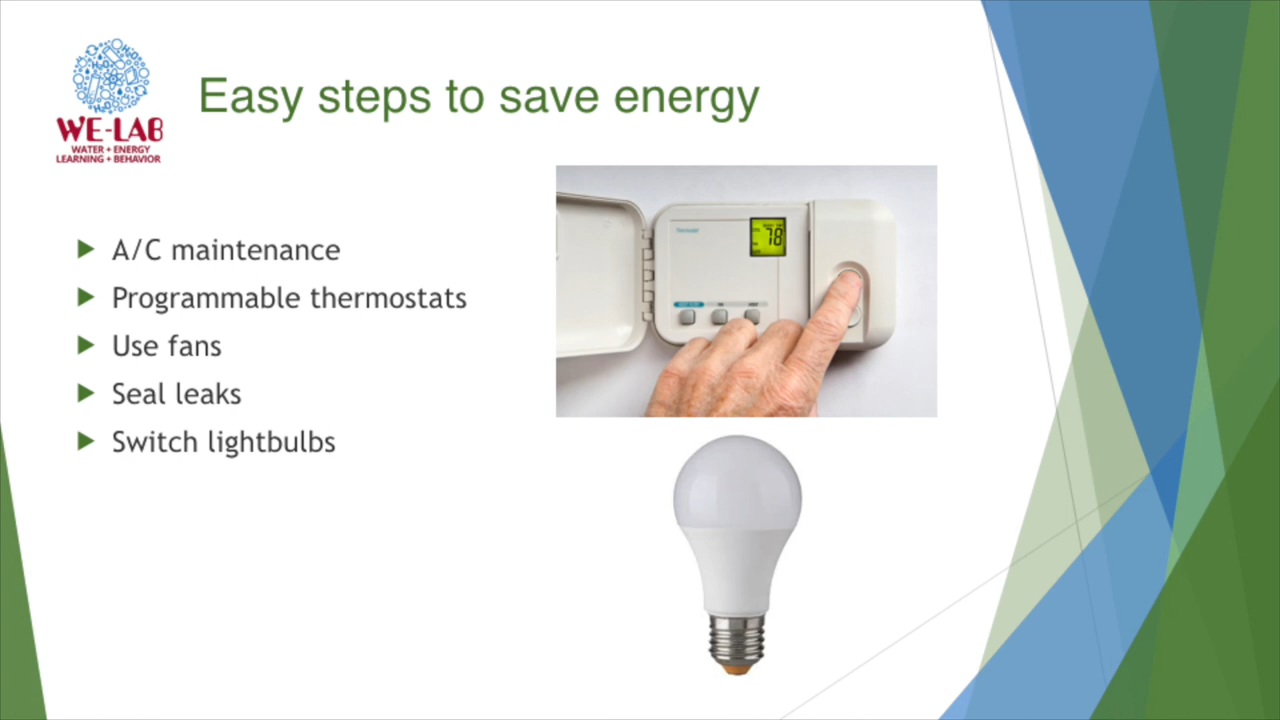 WE-LAB
WATER + ENERGY
LEARNING + BEHAVIOR
Easy steps to save energy
A/C maintenance
Programmable thermostats
Use fans
Seal leaks
Switch lightbulbs
78